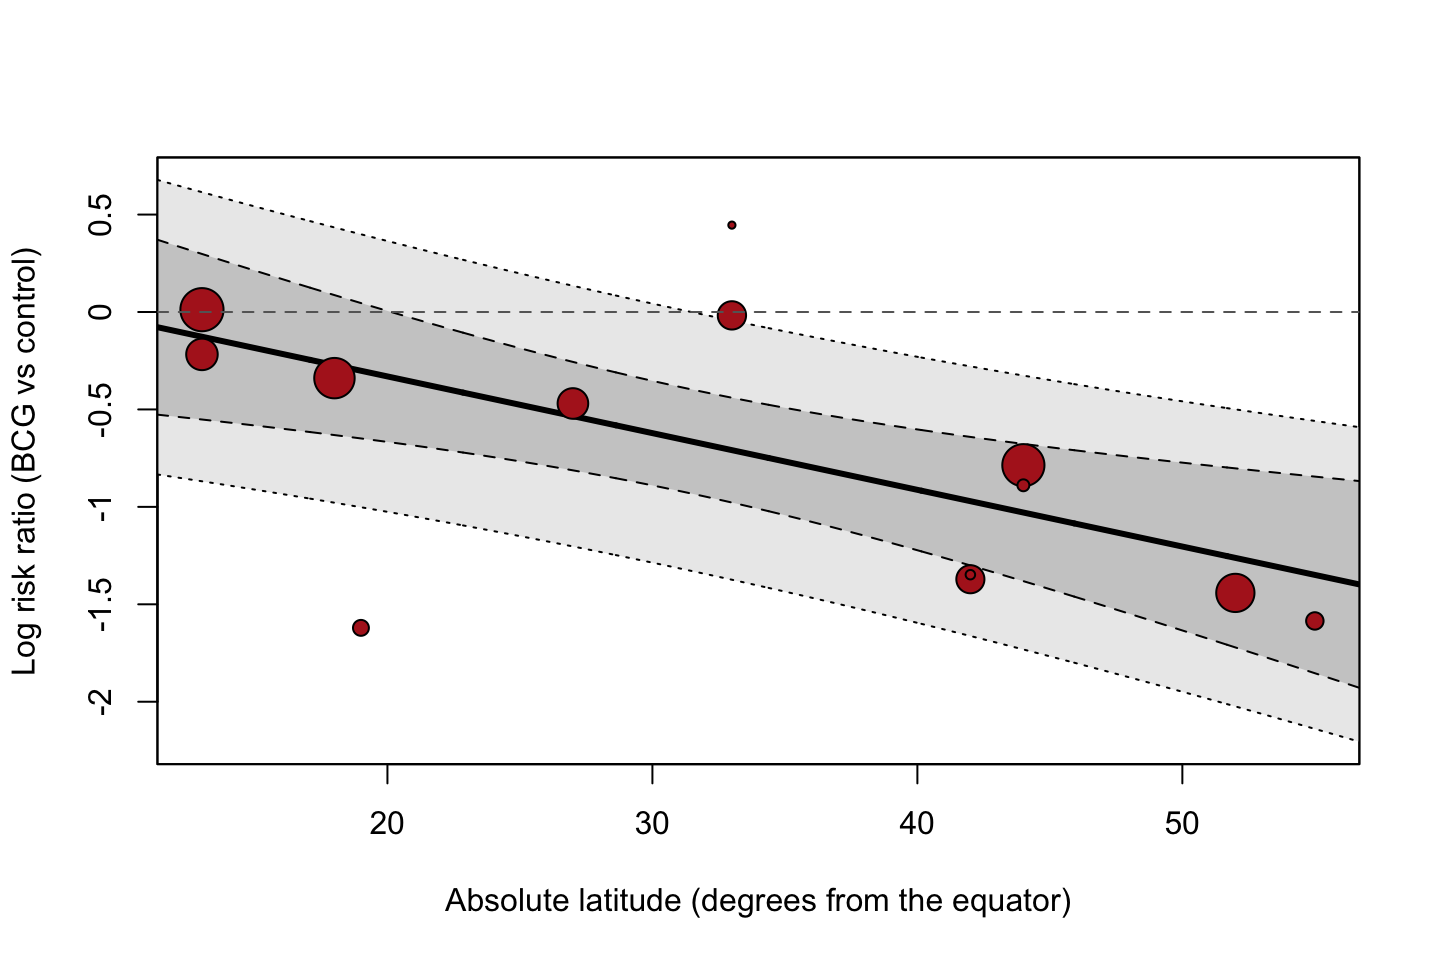 Log risk ratio (BCG vs control)
0.5
0
-0.5
-1
-1.5
-2
20 30 40 50
Absolute latitude (degrees from the equator)